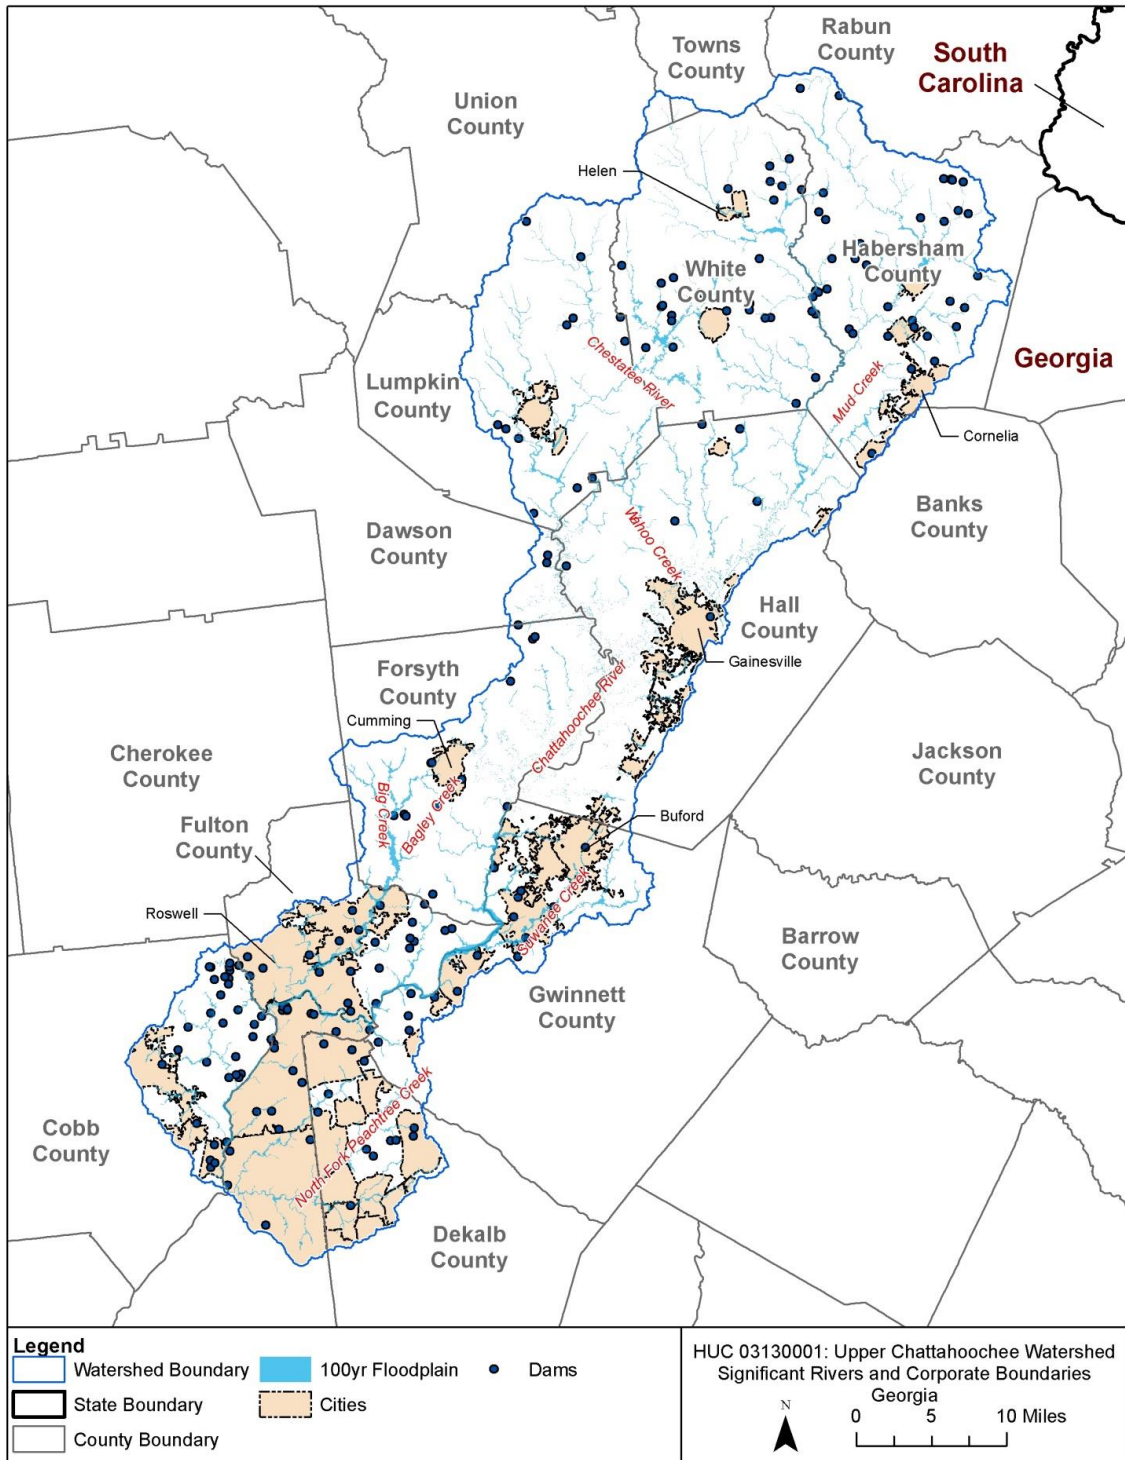 Rabun
County
Towns
County
South
Carolina
Union
County
Helen
Habersham
County
White
County
Georgia
Chestatee River
Lumpkin
County
Mud Creek
Cornelia
Banks
County
Dawson
County
Wahoo Creek
Hall
County
Gainesville
Forsyth
County
Cumming
Chattahoochee River
Cherokee
County
Jackson
County
Big Creek
Bagley Creek
Fulton
County
Buford
Roswell
Suwanee Creek
Barrow
County
Gwinnett
County
North Fork Peachtree Creek
Cobb
County
Dekalb
County
Legend
Watershed Boundary
100yr Floodplain
Dams
State Boundary
Cities
County Boundary
HUC 03130001: Upper Chattahoochee Watershed
Significant Rivers and Corporate Boundaries
Georgia
N
0 5 10 Miles